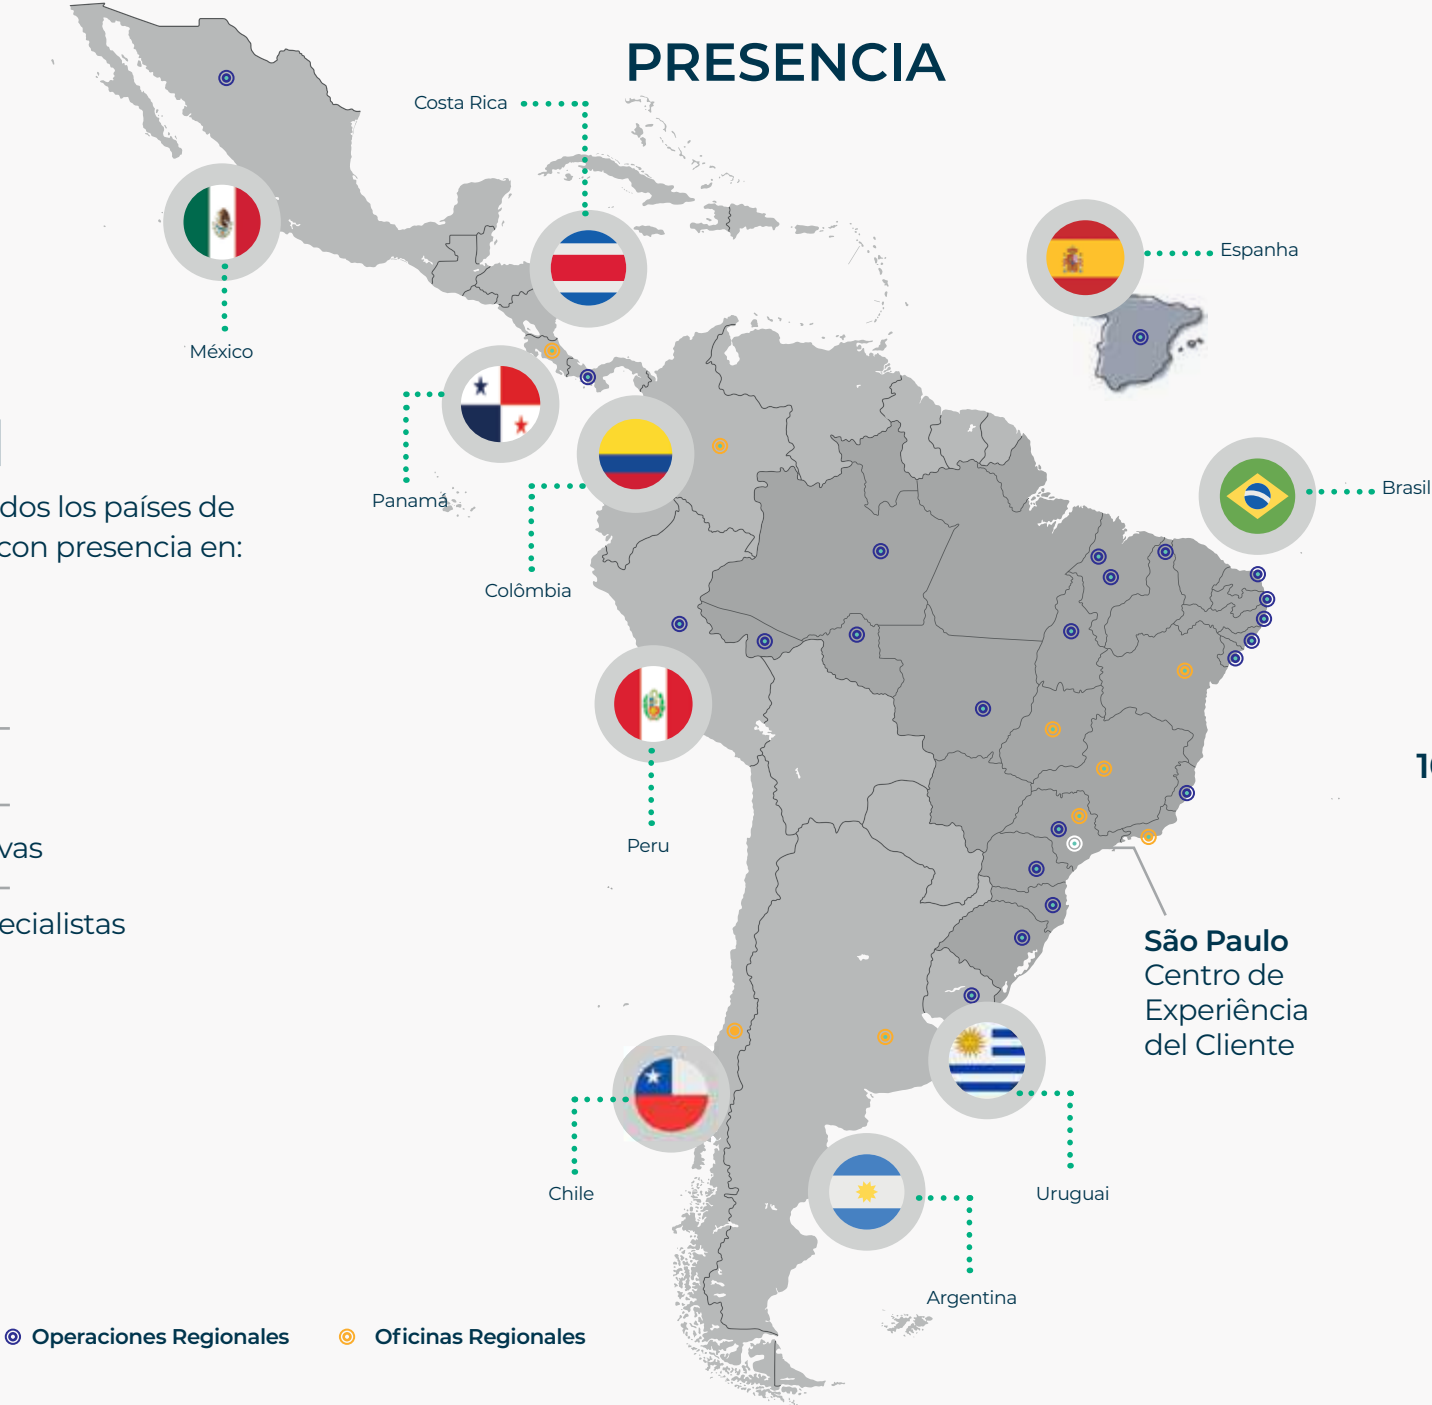 PRESENCIA
Costa Rica
Espanha
México
Brasil
Panamá
dos los países de
con presencia en:
Colômbia
Peru
vas
ecialistas
São Paulo
Centro de
Experiência
del Cliente
Chile
Uruguai
Argentina
Operaciones Regionales
Oficinas Regionales